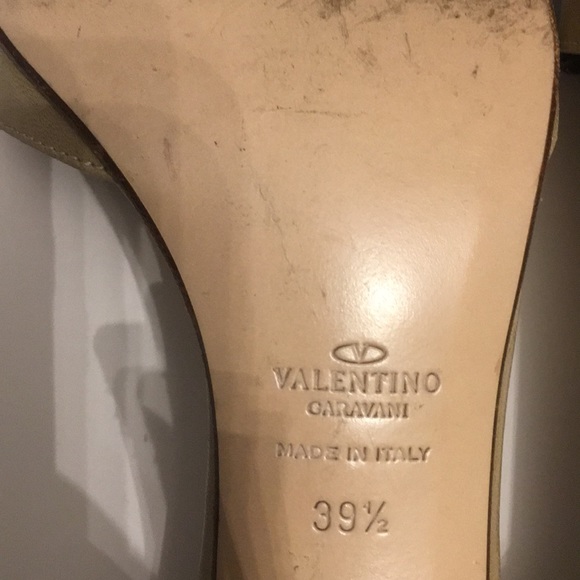 VALENTINO
GARAVANI
MADE IN ITALY
39½